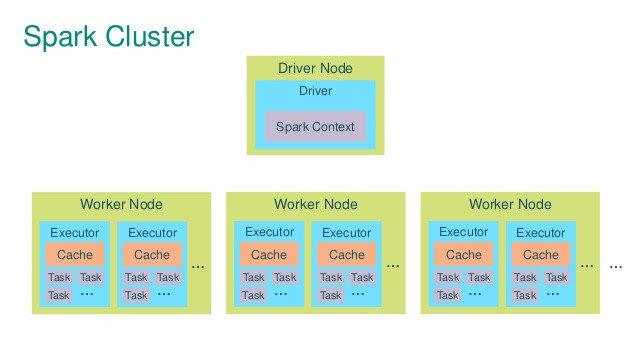 Spark Cluster
Driver Node
Driver
Spark Context
Worker Node
Executor Executor
Cache Cache
Task Task Task Task
Task ... Task ...
...
Worker Node
Executor Executor
Cache Cache
Task Task Task Task
Task ... Task ...
...
Worker Node
Executor Executor
Cache Cache
Task Task Task Task
Task ... Task ...
...
...